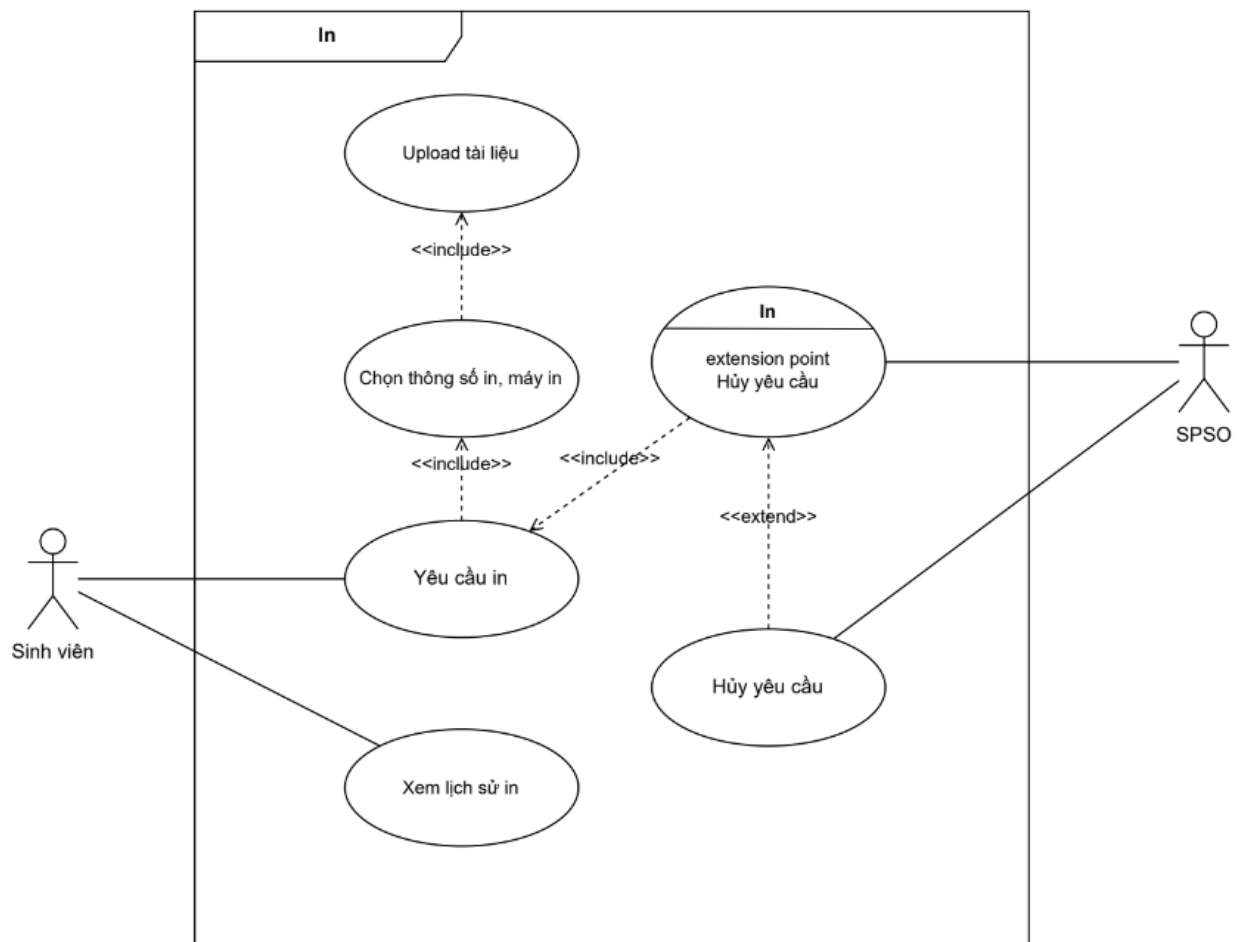 In
Upload tài liệu
<<include>>
In
extension point
Hủy yêu cầu
Chọn thông số in, máy in
SPSO
<<include>>
<<include>>
<<extend>>
Yêu cầu in
Sinh viên
Hủy yêu cầu
Xem lịch sử in